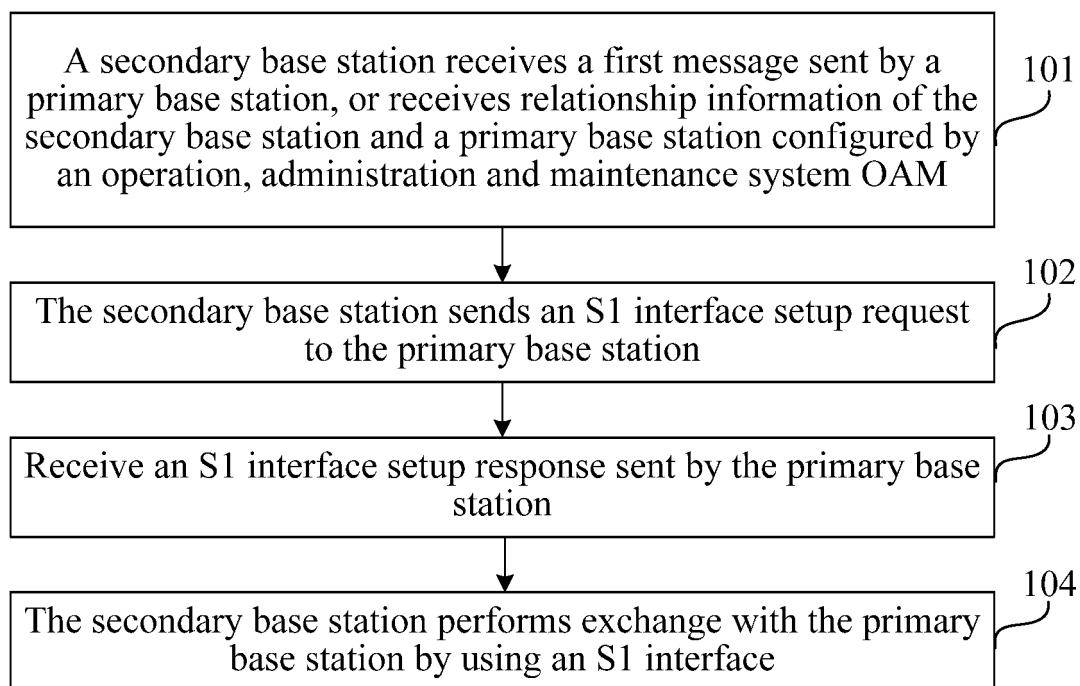 A secondary base station receives a first message sent by a
primary base station, or receives relationship information of the
secondary base station and a primary base station configured by
an operation, administration and maintenance system OAM
101
The secondary base station sends an S1 interface setup request
to the primary base station
102
Receive an S1 interface setup response sent by the primary base
station
103
The secondary base station performs exchange with the primary
base station by using an S1 interface
104